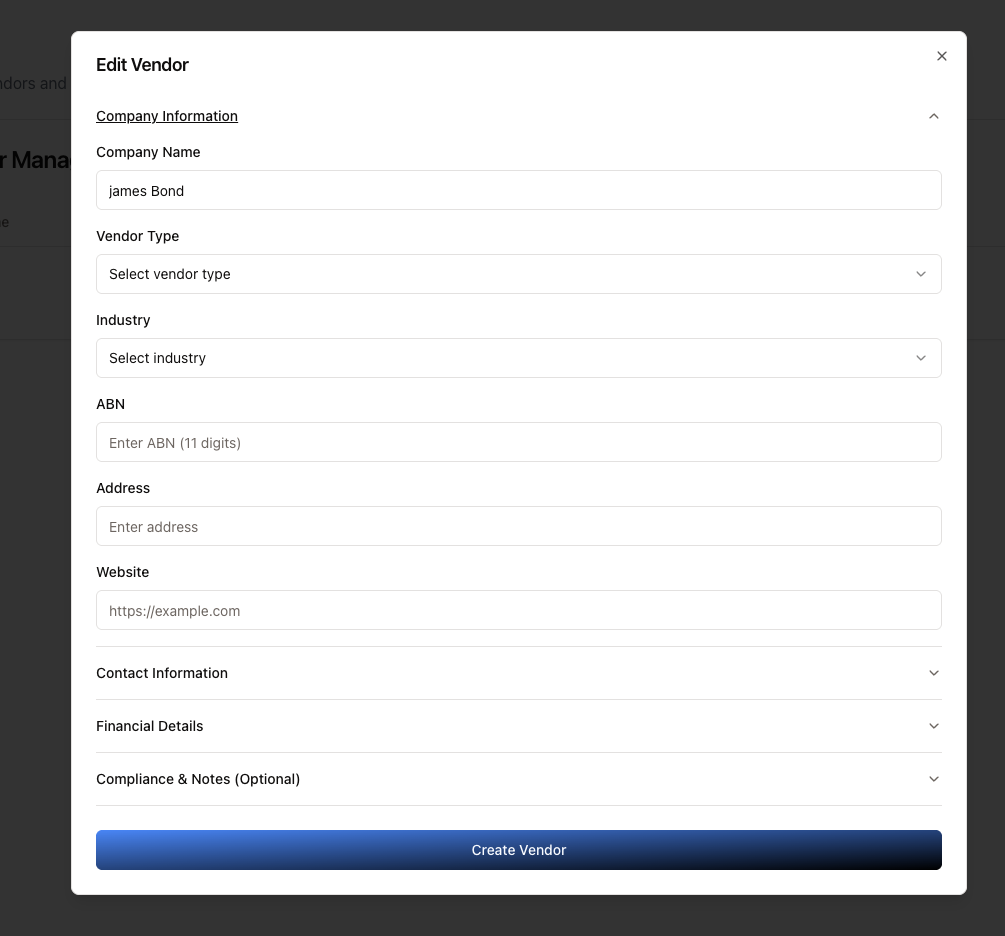 Edit Vendor
ndors and
Company Information
Company Name
r Mana
james Bond
Vendor Type
Select vendor type
Industry
Select industry
ABN
Enter ABN (11 digits)
Address
Enter address
Website
https://example.com
Contact Information
Financial Details
Compliance & Notes (Optional)
Create Vendor